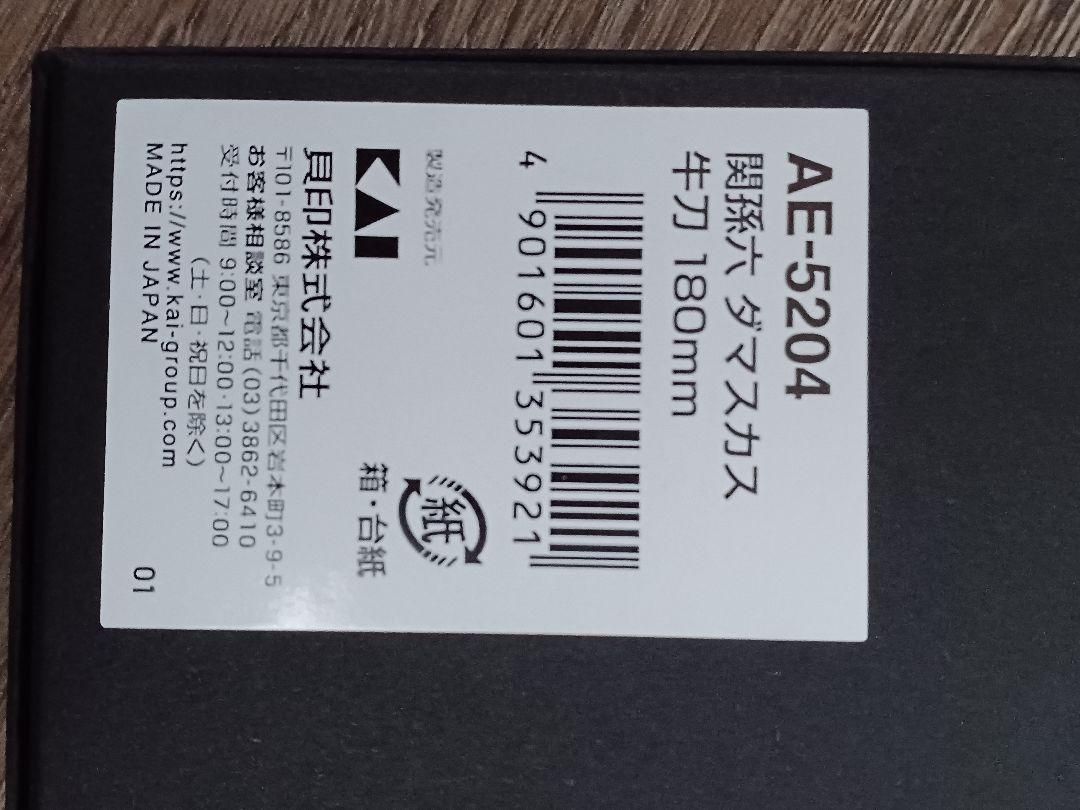 AE-5204
関孫六 ダマスカス
牛刀 180mm
4 901601 353921
製造発売元
KAI
貝印株式会社
〒101-8586 東京都千代田区岩本町3-9-5
お客様相談室 電話(03)3862-6410
受付時間 9:00～12:00･13:00～17:00
(土･日･祝日を除く)
https://www.kai-group.com
MADE IN JAPAN
紙
箱・台紙
01